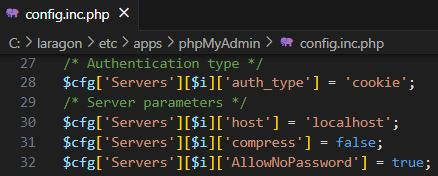 config.inc.php ×
C: > laragon > etc > apps > phpMyAdmin > config.inc.php
27 /* Authentication type */
28 $cfg['Servers'][$i]['auth_type'] = 'cookie';
29 /* Server parameters */
30 $cfg['Servers'][$i]['host'] = 'localhost';
31 $cfg['Servers'][$i]['compress'] = false;
32 $cfg['Servers'][$i]['AllowNoPassword'] = true;